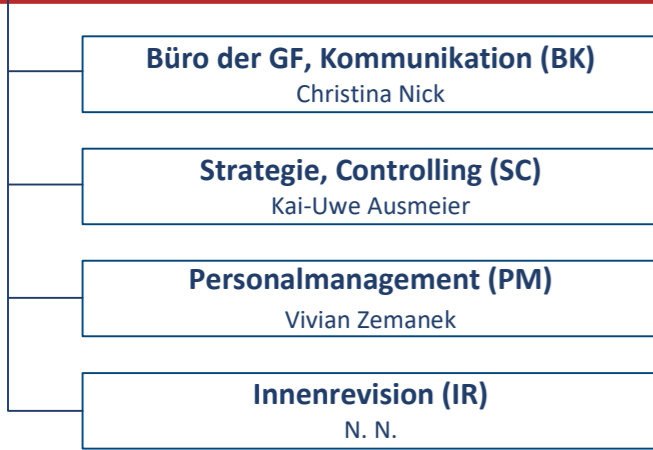 Büro der GF, Kommunikation (BK)
Christina Nick
Strategie, Controlling (SC)
Kai-Uwe Ausmeier
Personalmanagement (PM)
Vivian Zemanek
Innenrevision (IR)
N. N.